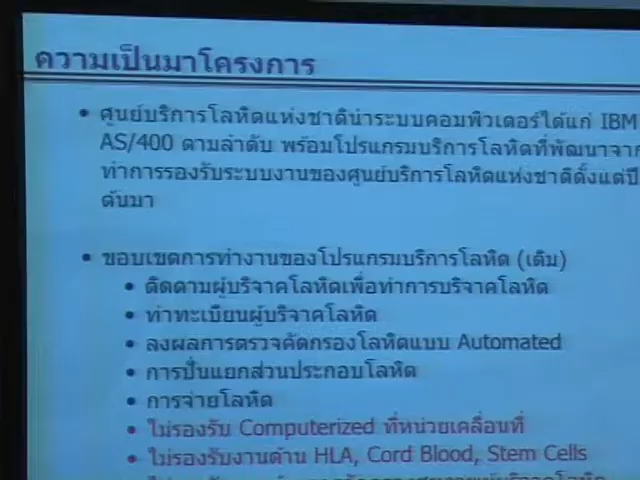 ความเป็นมาโครงการ
• ศูนย์บริการโลหิตแห่งชาตินำระบบคอมพิวเตอร์ได้แก่ IBM
AS/400 ตามลำดับ พร้อมโปรแกรมบริการโลหิตที่พัฒนาจาก
ทำการรองรับระบบงานของศูนย์บริการโลหิตแห่งชาติตั้งแต่ปี
ต้นมา
• ขอบเขตการทำงานของโปรแกรมบริการโลหิต (เดิม)
• ติดตามผู้บริจาคโลหิตเพื่อทำการบริจาคโลหิต
• ทำทะเบียนผู้บริจาคโลหิต
• ลงผลการตรวจคัดกรองโลหิตแบบ Automated
• การปั่นแยกส่วนประกอบโลหิต
• การจ่ายโลหิต
• ไม่รองรับ Computerized ที่หน่วยเคลื่อนที่
• ไม่รองรับงานด้าน HLA, Cord Blood, Stem Cells